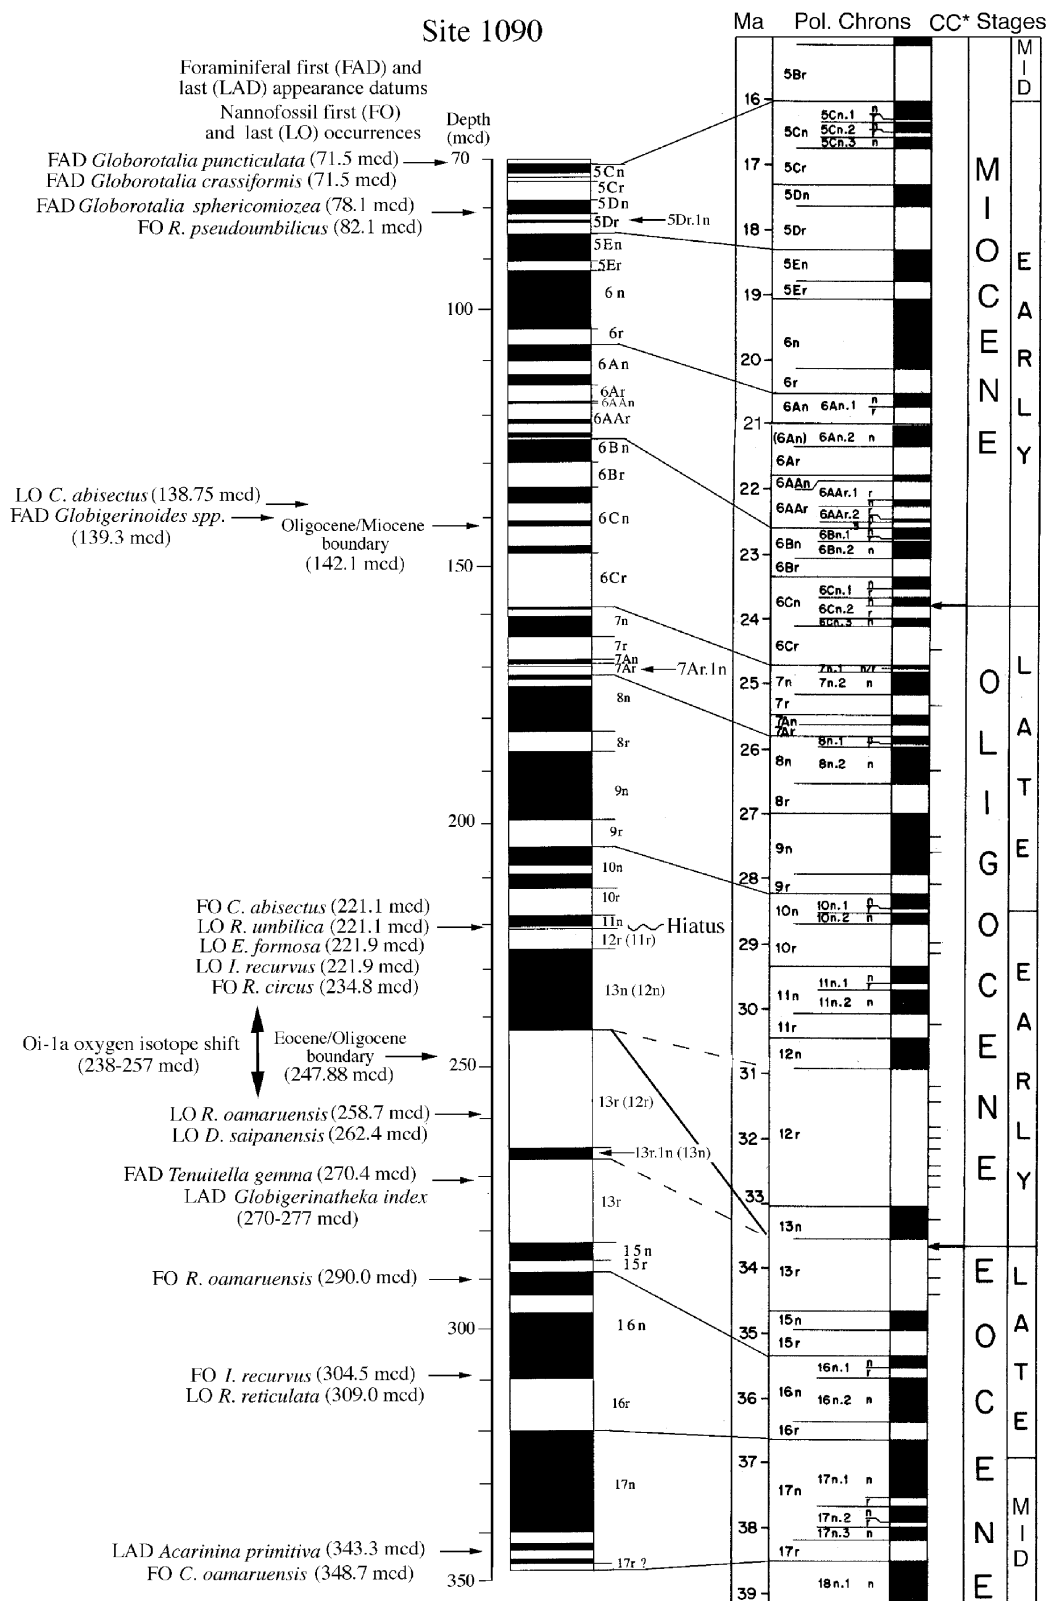 Site 1090
Foraminiferal first (FAD) and
last (LAD) appearance datums
Nannofossil first (FO)
and last (LO) occurrences
Depth
(mcd)
FAD Globorotalia puncticulata (71.5 mcd)
FAD Globorotalia crassiformis (71.5 mcd)
FAD Globorotalia sphericomiozea (78.1 mcd)
FO R. pseudoumbilicus (82.1 mcd)
LO C. abisectus (138.75 mcd)
FAD Globigerinoides spp.
(139.3 mcd)
Oligocene/Miocene
boundary
(142.1 mcd)
FO C. abisectus (221.1 mcd)
LO R. umbilica (221.1 mcd)
LO E. formosa (221.9 mcd)
LO I. recurvus (221.9 mcd)
FO R. circus (234.8 mcd)
Oi-1a oxygen isotope shift
(238-257 mcd)
Eocene/Oligocene
boundary
(247.88 mcd)
LO R. oamaruensis (258.7 mcd)
LO D. saipanensis (262.4 mcd)
FAD Tenuitella gemma (270.4 mcd)
LAD Globigerinatheka index
(270-277 mcd)
FO R. oamaruensis (290.0 mcd)
FO I. recurvus (304.5 mcd)
LO R. reticulata (309.0 mcd)
LAD Acarinina primitiva (343.3 mcd)
FO C. oamaruensis (348.7 mcd)
70
100
150
200
250
300
350
5Cn
5Cr
5Dn
5Dr
5Dr.1n
5En
5Er
6n
6r
6An
6Ar
6AAn
6AAr
6Bn
6Br
6Cn
6Cr
7n
7r
7An
7Ar
7Ar.1n
8n
8r
9n
9r
10n
10r
11n
Hiatus
12r (11r)
13n (12n)
13r (12r)
13r.1n (13n)
13r
15n
15r
16n
16r
17n
17r ?
Ma
Pol. Chrons
CC* Stages
16
17
18
19
20
21
22
23
24
25
26
27
28
29
30
31
32
33
34
35
36
37
38
39
5Br
5Cn
5Cn.1 n
r
5Cn.2 n
r
5Cn.3 n
5Cr
5Dn
5Dr
5En
5Er
6n
6r
6An 6An.1 n
r
(6An) 6An.2 n
6Ar
6AAn
6AAr.1 r
n
6AAr
6AAr.2 r
n
6Bn
6Bn.1 n
r
6Bn.2 n
6Br
6Cn
6Cn.1 n
r
6Cn.2 n
r
6Cn.3 n
6Cr
7n.1 n/r
7n 7n.2 n
7r
7An
7Ar
8n.1 n
r
8n 8n.2 n
8r
9n
9r
10n
10n.1 n
r
10n.2 n
10r
11n
11n.1 n
r
11n.2 n
11r
12n
12r
13n
13r
15n
15r
16n
16n.1 n
r
16n.2 n
16r
17n
17n.1 n
r
17n.2 n
r
17n.3 n
17r
18n.1 n
MIOCENE
OLIGOCENE
EOCENE
MID
EARLY
LATE
EARLY
LATE
MID